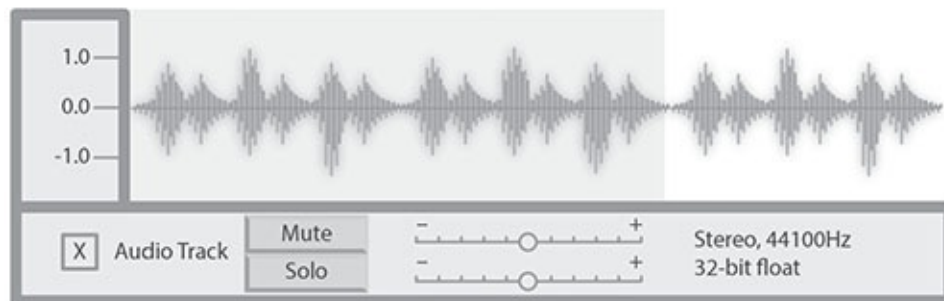 1.0
0.0
-1.0
X
Audio Track
Mute
Solo
- +
- +
Stereo, 44100Hz
32-bit float